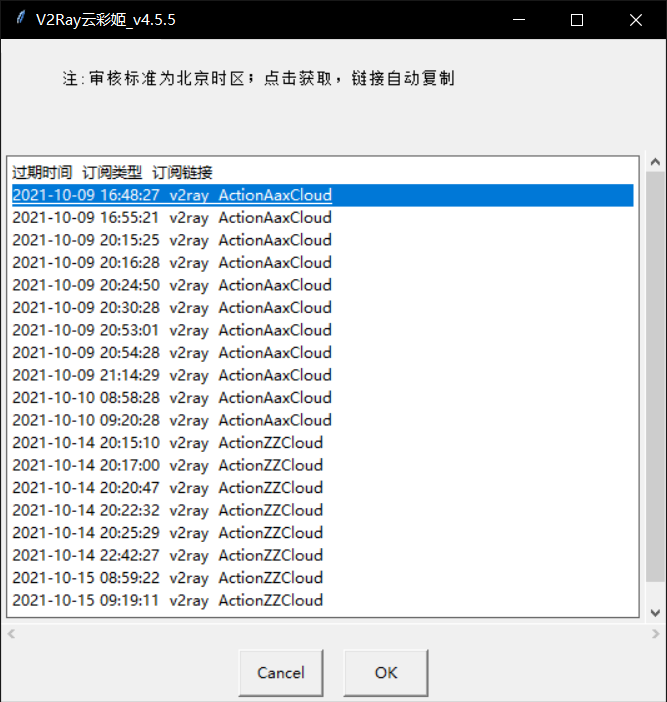 V2Ray云彩姬_v4.5.5
注:审核标准为北京时区；点击获取，链接自动复制
过期时间 订阅类型 订阅链接
2021-10-09 16:48:27 v2ray ActionAaxCloud
2021-10-09 16:55:21 v2ray ActionAaxCloud
2021-10-09 20:15:25 v2ray ActionAaxCloud
2021-10-09 20:16:28 v2ray ActionAaxCloud
2021-10-09 20:24:50 v2ray ActionAaxCloud
2021-10-09 20:30:28 v2ray ActionAaxCloud
2021-10-09 20:53:01 v2ray ActionAaxCloud
2021-10-09 20:54:28 v2ray ActionAaxCloud
2021-10-09 21:14:29 v2ray ActionAaxCloud
2021-10-10 08:58:28 v2ray ActionAaxCloud
2021-10-10 09:20:28 v2ray ActionAaxCloud
2021-10-14 20:15:10 v2ray ActionZZCloud
2021-10-14 20:17:00 v2ray ActionZZCloud
2021-10-14 20:20:47 v2ray ActionZZCloud
2021-10-14 20:22:32 v2ray ActionZZCloud
2021-10-14 20:25:29 v2ray ActionZZCloud
2021-10-14 22:42:27 v2ray ActionZZCloud
2021-10-15 08:59:22 v2ray ActionZZCloud
2021-10-15 09:19:11 v2ray ActionZZCloud
Cancel OK